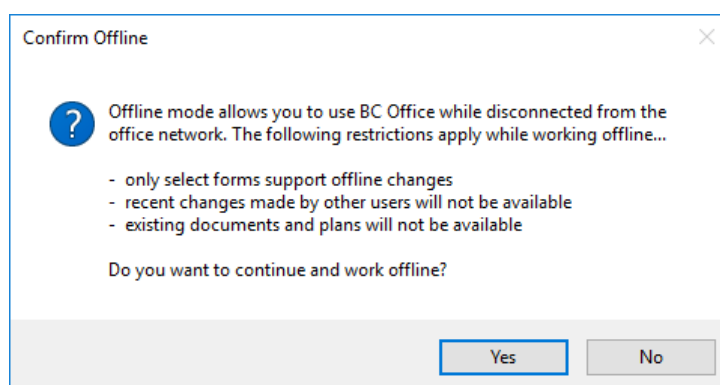 Confirm Offline
Offline mode allows you to use BC Office while disconnected from the
office network. The following restrictions apply while working offline...
- only select forms support offline changes
- recent changes made by other users will not be available
- existing documents and plans will not be available
Do you want to continue and work offline?
Yes No